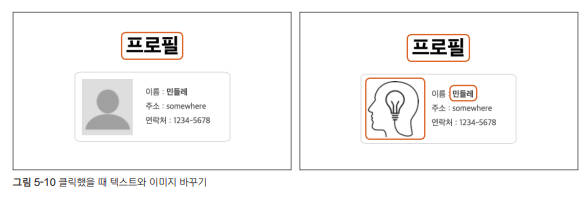 프로필
이름 : 민들레
주소 : somewhere
연락처 : 1234-5678
프로필
이름 : 민들레
주소 : somewhere
연락처 : 1234-5678
그림 5-10 클릭했을 때 텍스트와 이미지 바꾸기